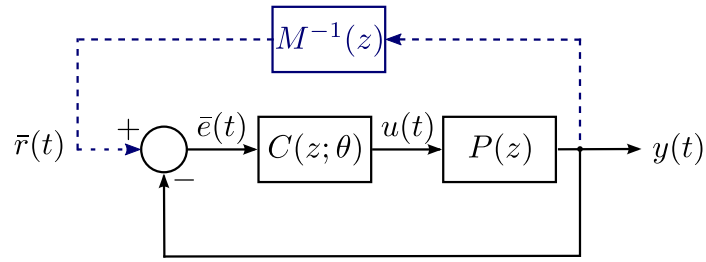 M⁻¹(z)
+
r̄(t)
ē(t)
C(z; θ)
u(t)
P(z)
y(t)
−